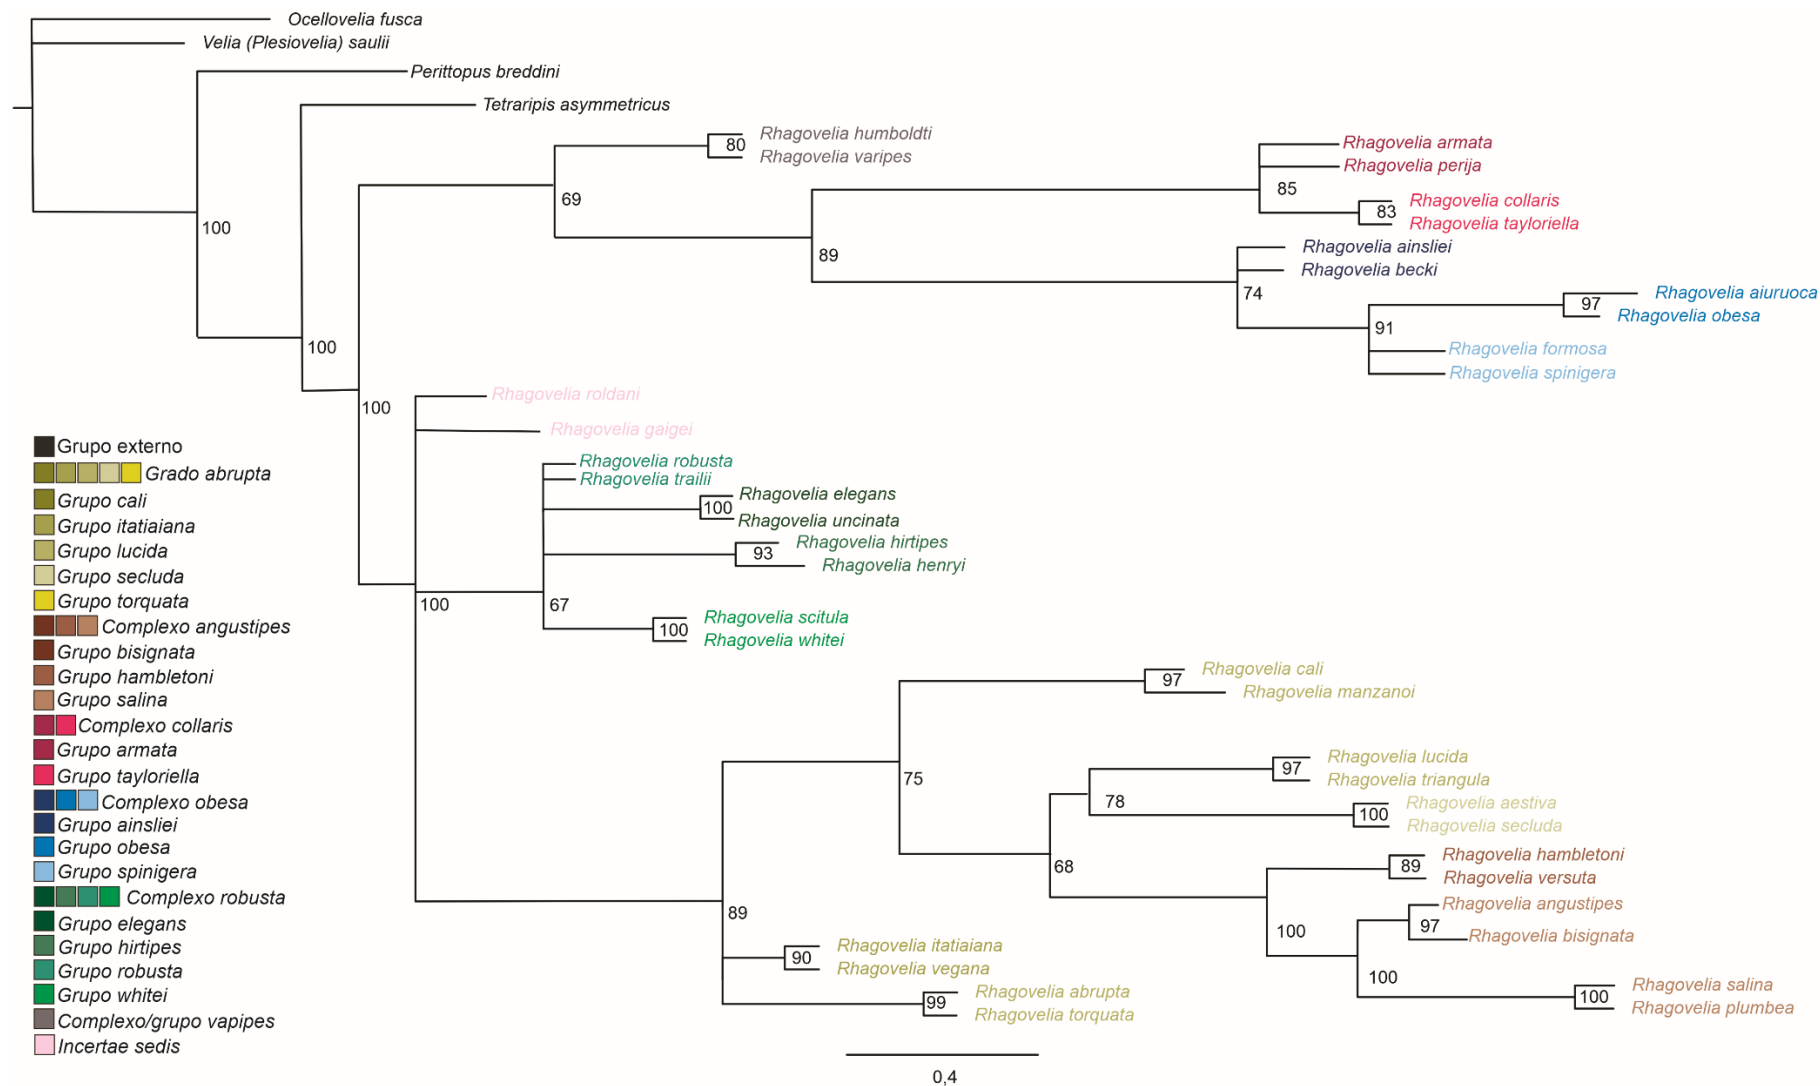 Ocellovelia fusca
Velia (Plesiovelia) saulii
Perittopus breddini
Tetraripis asymmetricus
Rhagovelia humboldti
80
Rhagovelia varipes
69
Rhagovelia armata
Rhagovelia perija
85
Rhagovelia collaris
83
Rhagovelia tayloriella
100
89
Rhagovelia ainsliei
Rhagovelia becki
74
Rhagovelia aiuruoca
97
Rhagovelia obesa
91
Rhagovelia formosa
Rhagovelia spinigera
100
100
Rhagovelia roldani
Rhagovelia gaigei
Rhagovelia robusta
Rhagovelia trailii
Rhagovelia elegans
100
Rhagovelia uncinata
Rhagovelia hirtipes
93
Rhagovelia henryi
100
67
Rhagovelia scitula
100
Rhagovelia whitei
Rhagovelia cali
97
Rhagovelia manzanoi
75
Rhagovelia lucida
97
Rhagovelia triangula
78
Rhagovelia aestiva
100
Rhagovelia secluda
68
Rhagovelia hambletoni
89
Rhagovelia versuta
Rhagovelia angustipes
97
Rhagovelia bisignata
100
100
Rhagovelia salina
100
Rhagovelia plumbea
89
Rhagovelia itatiaiana
90
Rhagovelia vegana
Rhagovelia abrupta
99
Rhagovelia torquata
0,4
Grupo externo
Grado abrupta
Grupo cali
Grupo itatiaiana
Grupo lucida
Grupo secluda
Grupo torquata
Complexo angustipes
Grupo bisignata
Grupo hambletoni
Grupo salina
Complexo collaris
Grupo armata
Grupo tayloriella
Complexo obesa
Grupo ainsliei
Grupo obesa
Grupo spinigera
Complexo robusta
Grupo elegans
Grupo hirtipes
Grupo robusta
Grupo whitei
Complexo/grupo vapipes
Incertae sedis